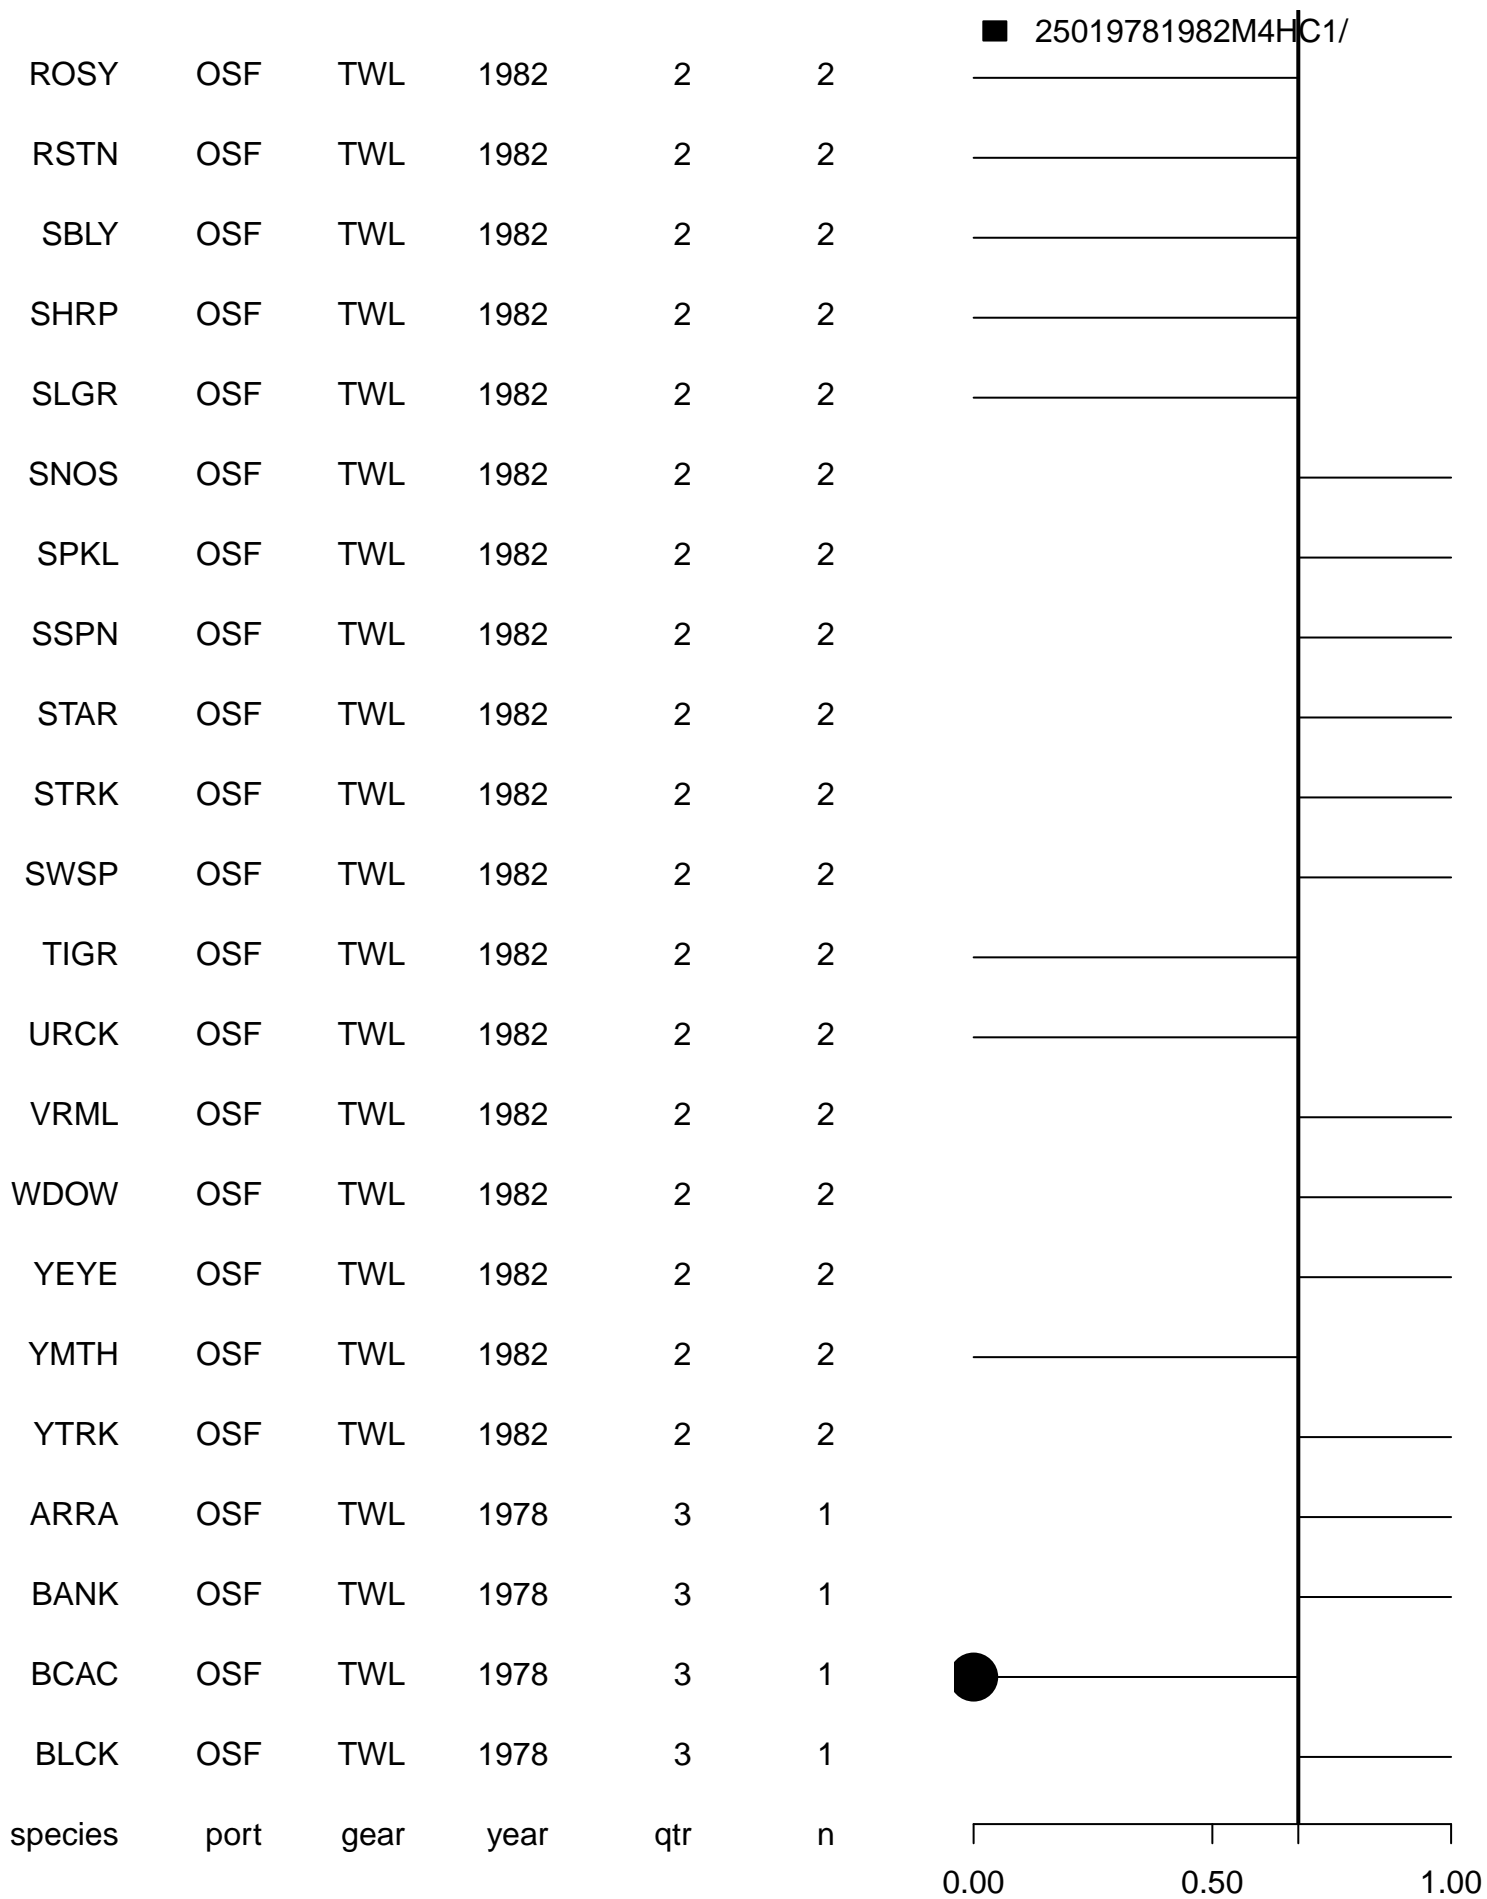 25019781982M4HC1/
ROSY OSF TWL 1982 2 2
RSTN OSF TWL 1982 2 2
SBLY OSF TWL 1982 2 2
SHRP OSF TWL 1982 2 2
SLGR OSF TWL 1982 2 2
SNOS OSF TWL 1982 2 2
SPKL OSF TWL 1982 2 2
SSPN OSF TWL 1982 2 2
STAR OSF TWL 1982 2 2
STRK OSF TWL 1982 2 2
SWSP OSF TWL 1982 2 2
TIGR OSF TWL 1982 2 2
URCK OSF TWL 1982 2 2
VRML OSF TWL 1982 2 2
WDOW OSF TWL 1982 2 2
YEYE OSF TWL 1982 2 2
YMTH OSF TWL 1982 2 2
YTRK OSF TWL 1982 2 2
ARRA OSF TWL 1978 3 1
BANK OSF TWL 1978 3 1
BCAC OSF TWL 1978 3 1
BLCK OSF TWL 1978 3 1
species port gear year qtr n
0.00 0.50 1.00